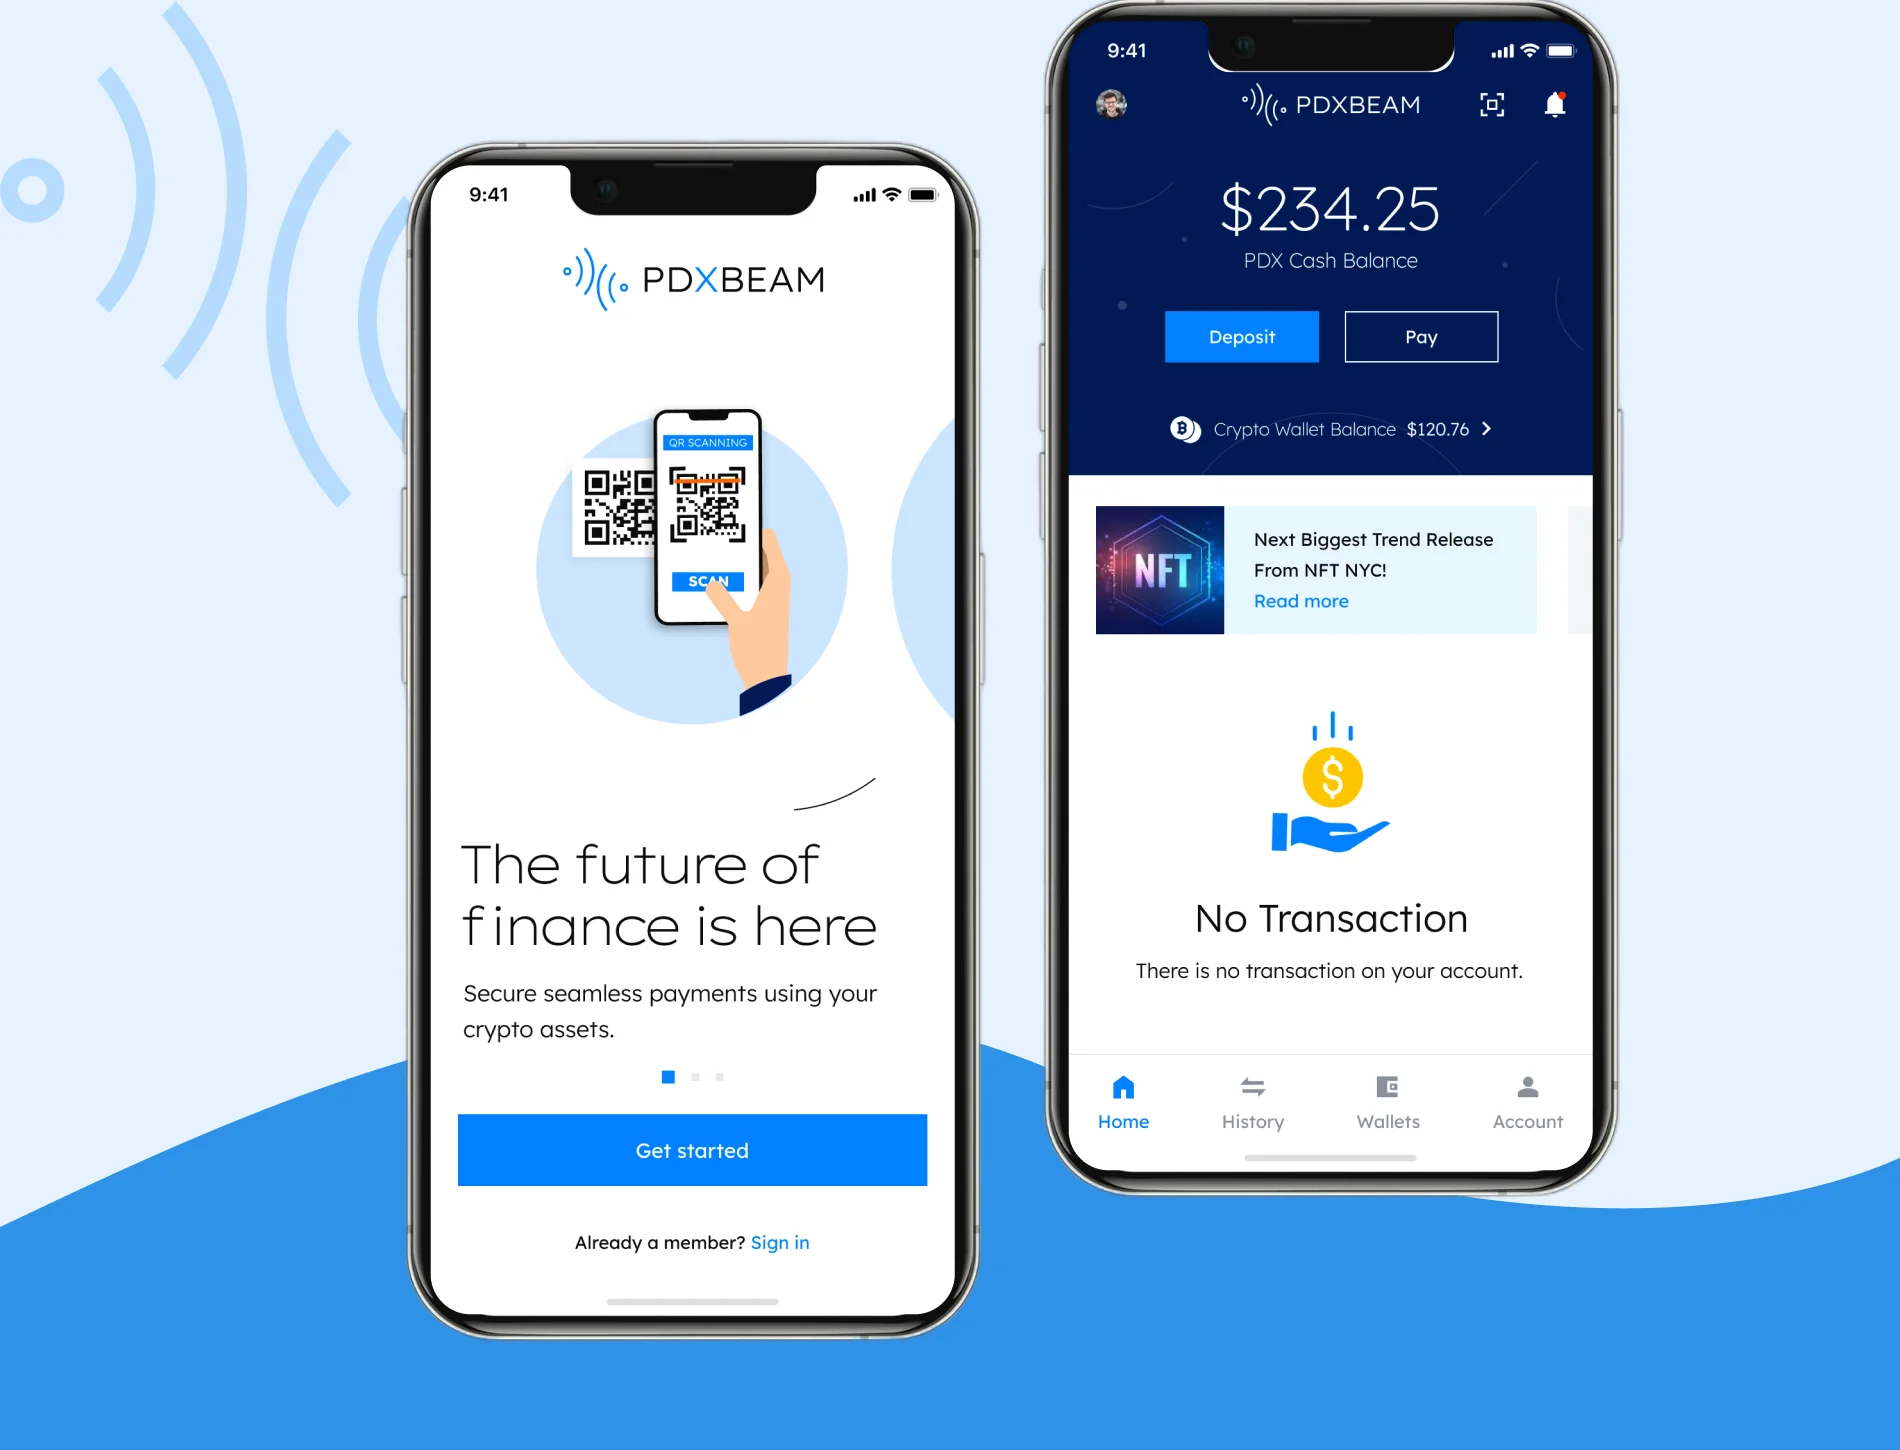 9:41
PDXBEAM
QR SCANNING
SCAN
The future of
finance is here
Secure seamless payments using your
crypto assets.
Get started
Already a member? Sign in
9:41
PDXBEAM
$234.25
PDX Cash Balance
Deposit
Pay
Crypto Wallet Balance $120.76
NFT
Next Biggest Trend Release
From NFT NYC!
Read more
No Transaction
There is no transaction on your account.
Home
History
Wallets
Account